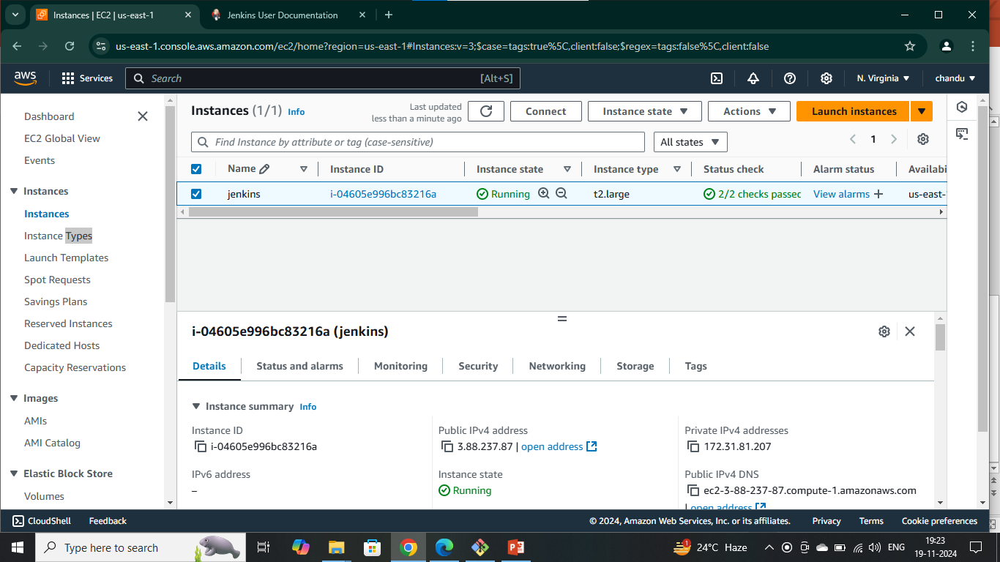 Instances | EC2 | us-east-1
Jenkins User Documentation
us-east-1.console.aws.amazon.com/ec2/home?region=us-east-1#Instances:v=3;$case=tags:true%5C,client:false;$regex=tags:false%5C,client:false
aws
Services
Search
[Alt+S]
N. Virginia
chandu
Dashboard
EC2 Global View
Events
Instances
Instances
Instance Types
Launch Templates
Spot Requests
Savings Plans
Reserved Instances
Dedicated Hosts
Capacity Reservations
Images
AMIs
AMI Catalog
Elastic Block Store
Volumes
Instances (1/1) Info
Last updated
less than a minute ago
Connect
Instance state
Actions
Launch instances
Find Instance by attribute or tag (case-sensitive)
All states
1
Name
Instance ID
Instance state
Instance type
Status check
Alarm status
Availabi
jenkins
i-04605e996bc83216a
Running
t2.large
2/2 checks passec
View alarms
us-east-
i-04605e996bc83216a (jenkins)
Details
Status and alarms
Monitoring
Security
Networking
Storage
Tags
Instance summary Info
Instance ID
i-04605e996bc83216a
Public IPv4 address
3.88.237.87 | open address
Private IPv4 addresses
172.31.81.207
IPv6 address
–
Instance state
Running
Public IPv4 DNS
ec2-3-88-237-87.compute-1.amazonaws.com
| open address
CloudShell
Feedback
© 2024, Amazon Web Services, Inc. or its affiliates.
Privacy
Terms
Cookie preferences
Type here to search
1
24°C Haze
ENG
19:23
19-11-2024